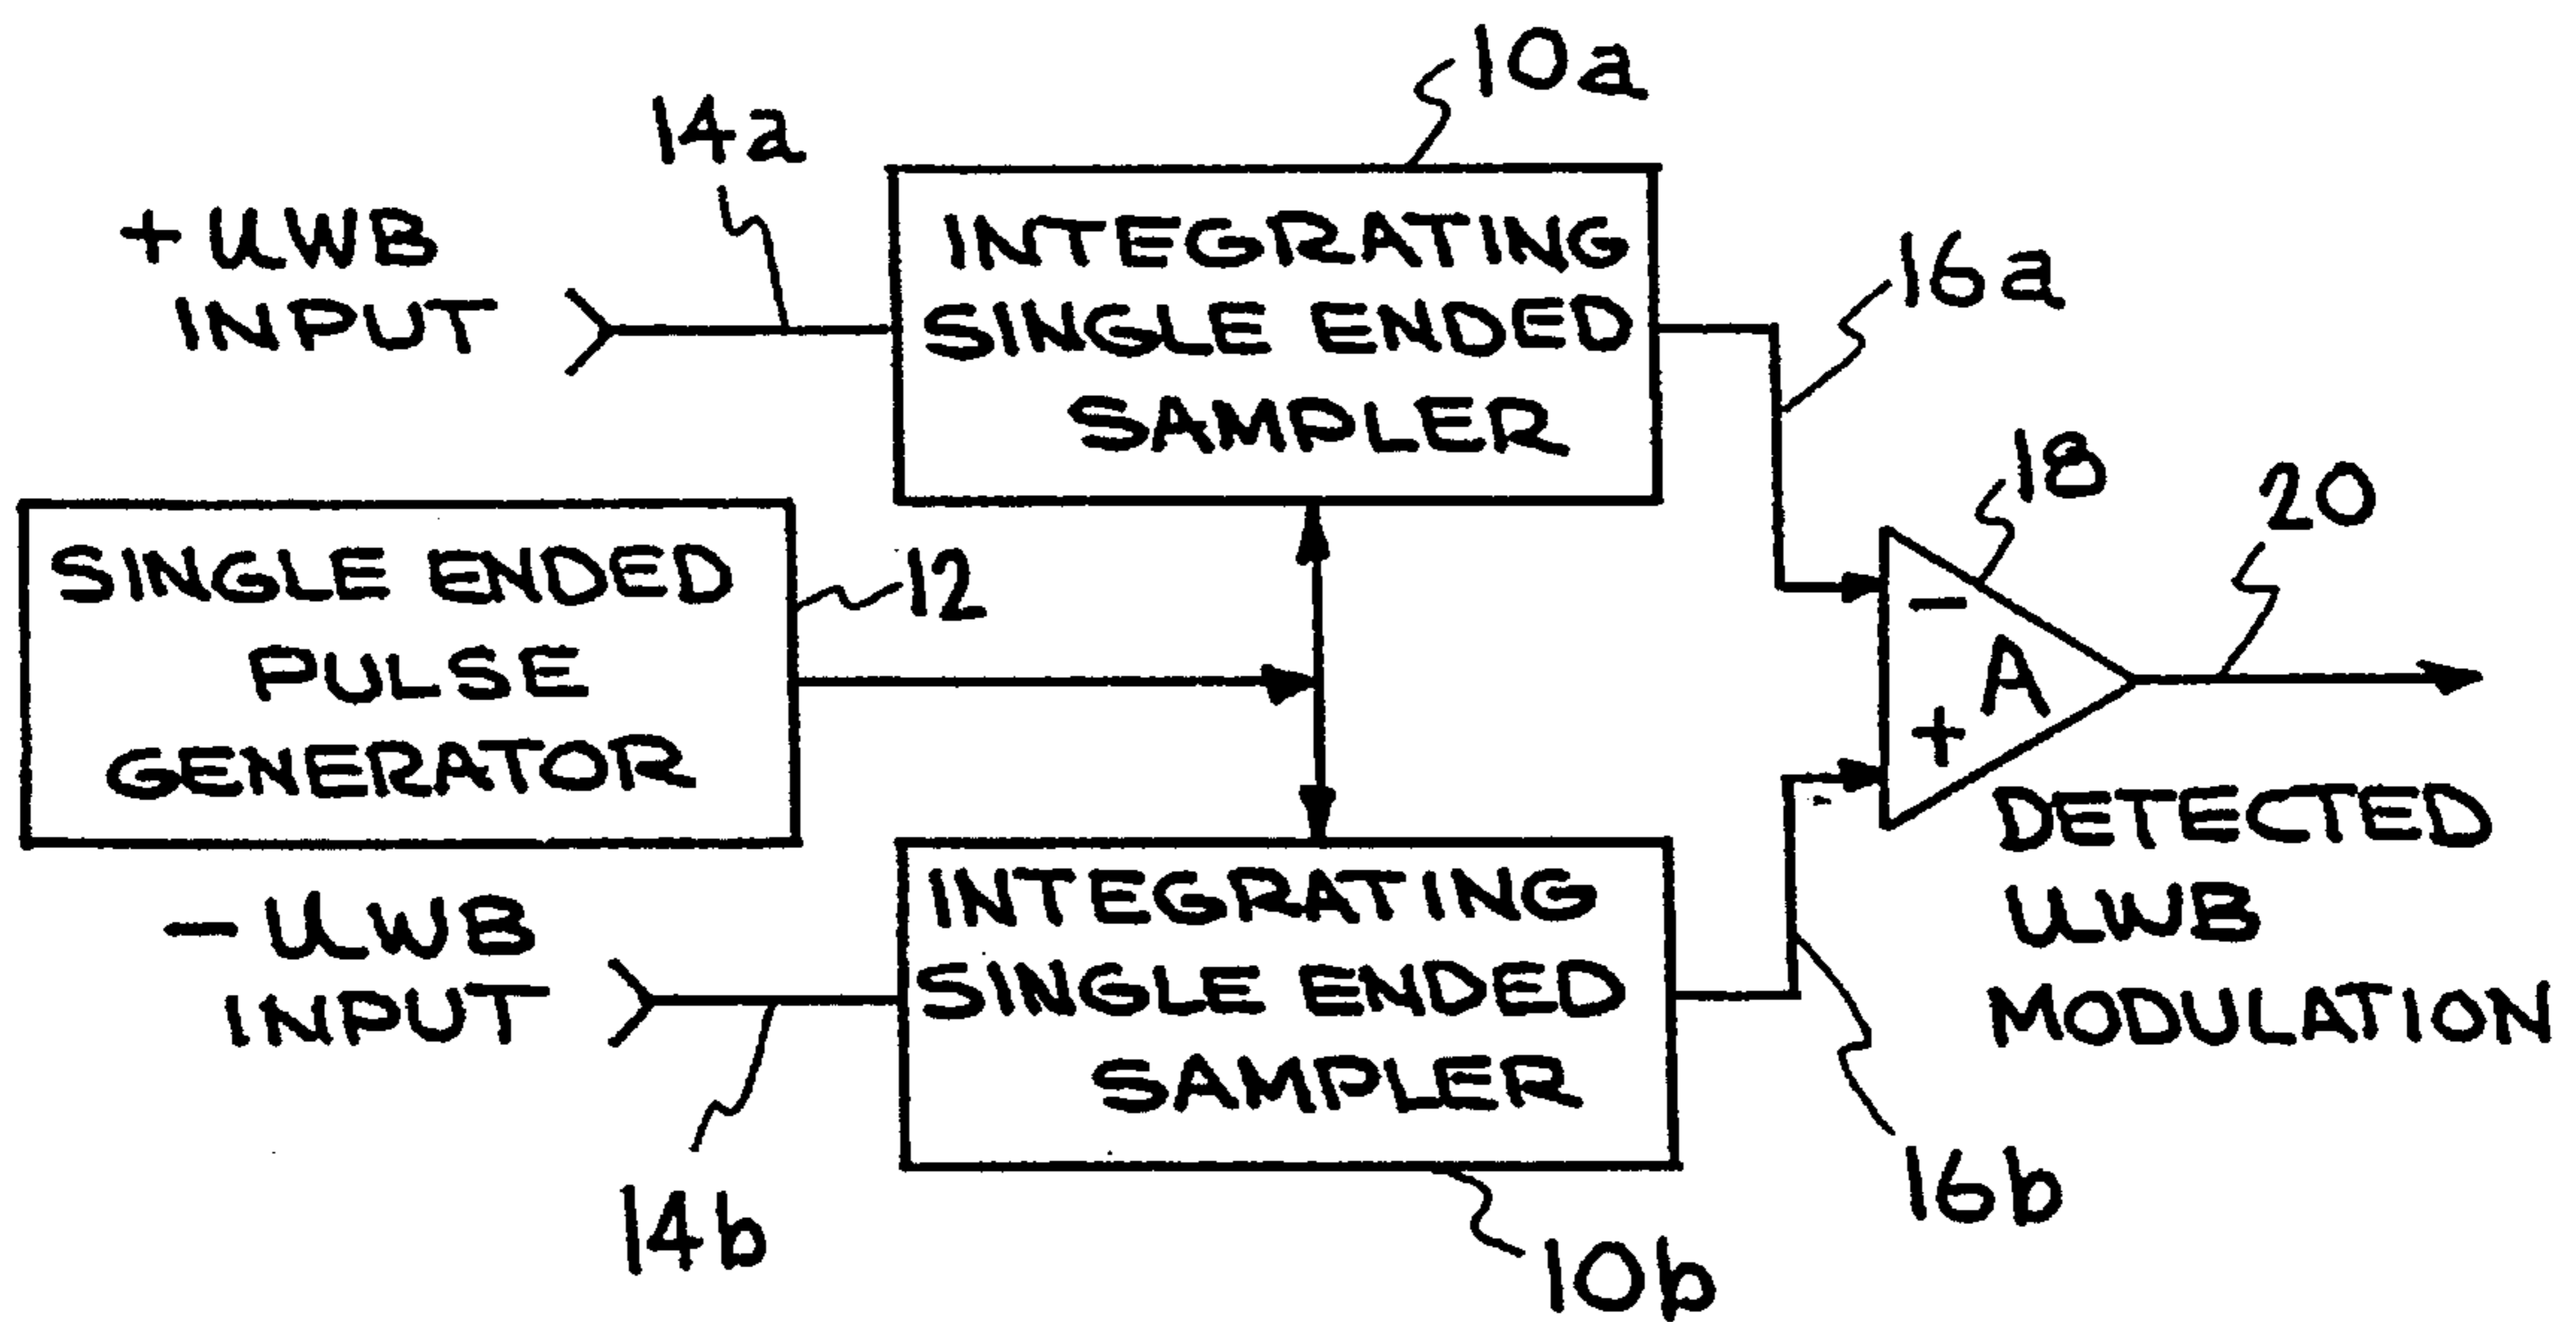 10a
14a
+ UWB
INPUT
INTEGRATING
SINGLE ENDED
SAMPLER
16a
18
20
SINGLE ENDED
PULSE
GENERATOR
12
−
A
+
DETECTED
UWB
MODULATION
− UWB
INPUT
INTEGRATING
SINGLE ENDED
SAMPLER
14b
16b
10b